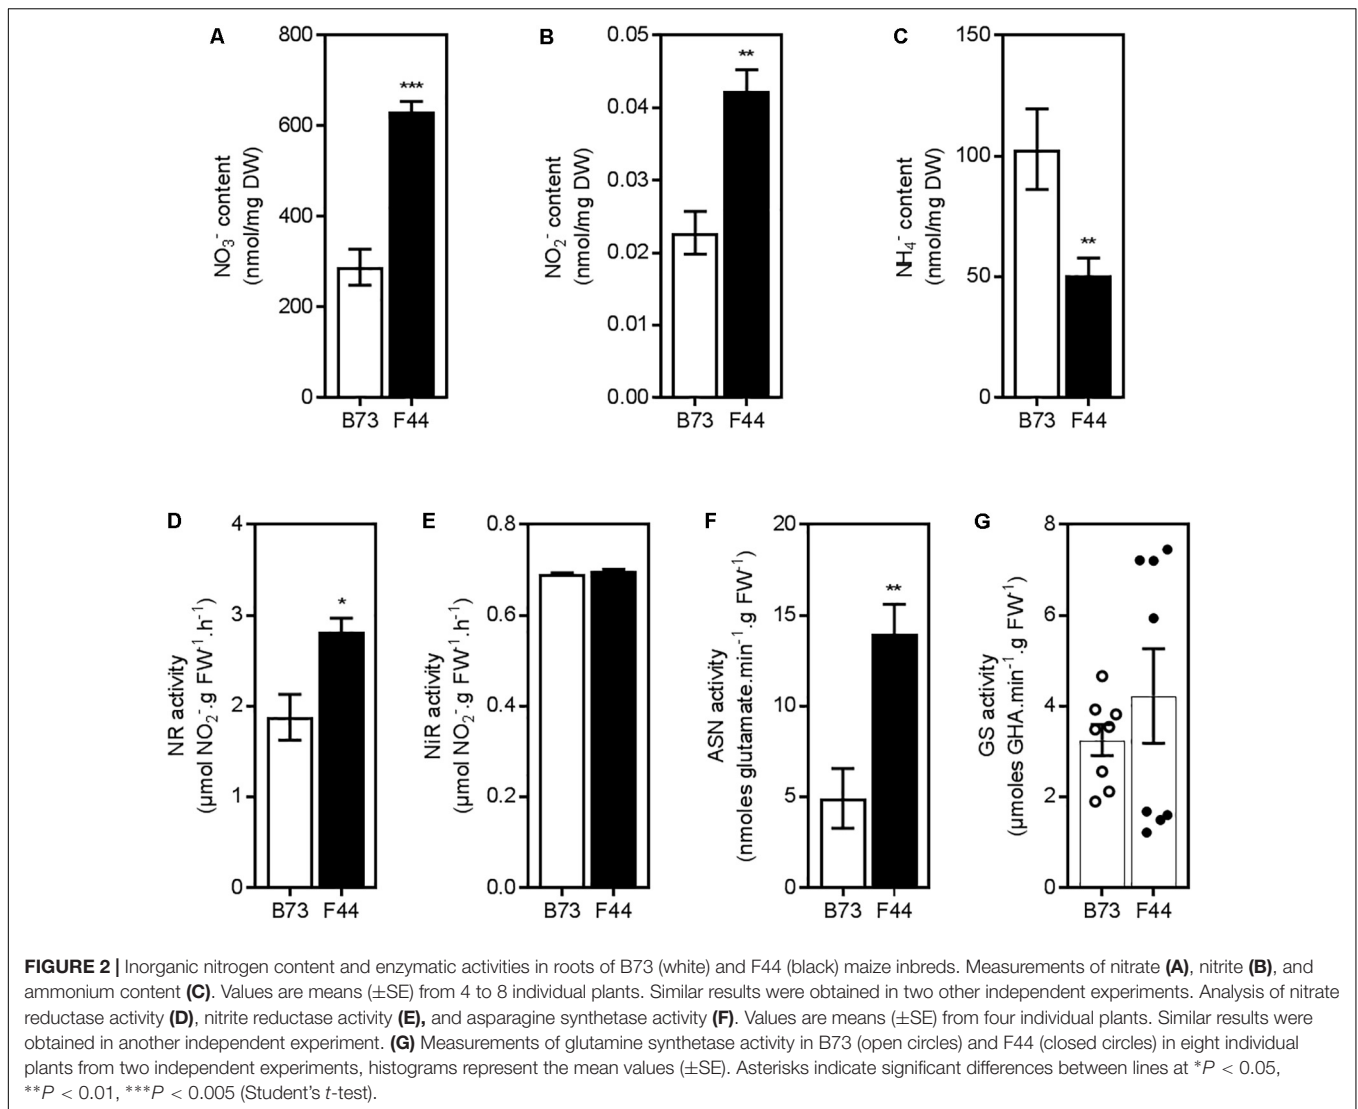 A
800
600
400
200
0
NO3- content
(nmol/mg DW)
***
B73 F44
B
0.05
0.04
0.03
0.02
0.01
0.00
NO2- content
(nmol/mg DW)
**
B73 F44
C
150
100
50
0
NH4- content
(nmol/mg DW)
**
B73 F44
D
4
3
2
1
0
NR activity
(µmol NO2-.g FW-1.h-1)
*
B73 F44
E
0.8
0.6
0.4
0.2
0.0
NiR activity
(µmol NO2-.g FW-1.h-1)
B73 F44
F
20
15
10
5
0
ASN activity
(nmoles glutamate.min-1.g FW-1)
**
B73 F44
G
8
6
4
2
0
GS activity
(µmoles GHA.min-1.g FW-1)
B73 F44
FIGURE 2 | Inorganic nitrogen content and enzymatic activities in roots of B73 (white) and F44 (black) maize inbreds. Measurements of nitrate (A), nitrite (B), and
ammonium content (C). Values are means (±SE) from 4 to 8 individual plants. Similar results were obtained in two other independent experiments. Analysis of nitrate
reductase activity (D), nitrite reductase activity (E), and asparagine synthetase activity (F). Values are means (±SE) from four individual plants. Similar results were
obtained in another independent experiment. (G) Measurements of glutamine synthetase activity in B73 (open circles) and F44 (closed circles) in eight individual
plants from two independent experiments, histograms represent the mean values (±SE). Asterisks indicate significant differences between lines at *P < 0.05,
**P < 0.01, ***P < 0.005 (Student's t-test).